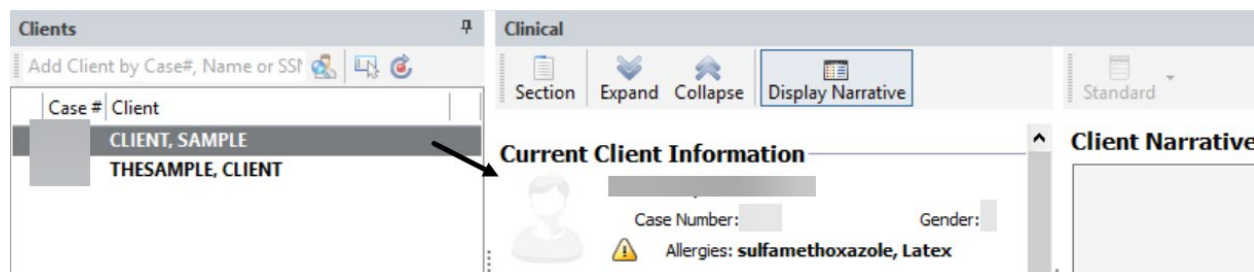 Clients
Add Client by Case#, Name or SSN
Case # Client
CLIENT, SAMPLE
THESAMPLE, CLIENT
Clinical
Section Expand Collapse Display Narrative
Standard
Current Client Information
Case Number: Gender:
Allergies: sulfamethoxazole, Latex
Client Narrative